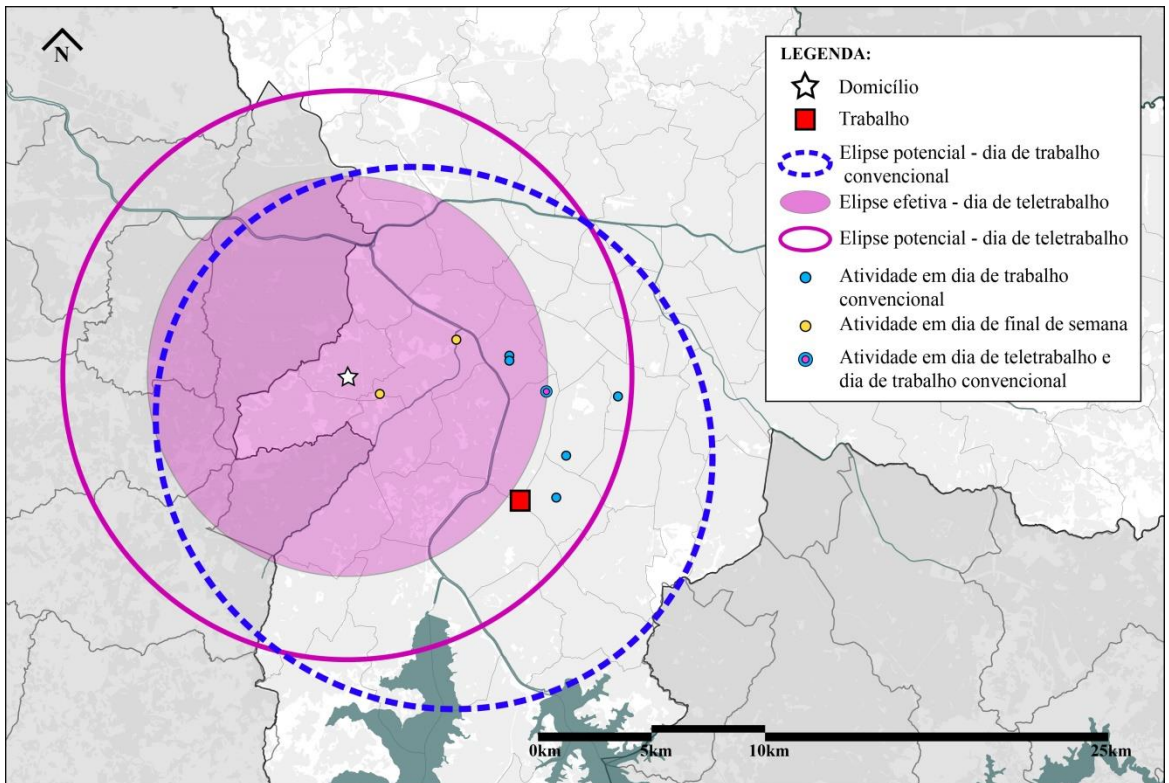 N
LEGENDA:
Domicílio
Trabalho
Elipse potencial - dia de trabalho
convencional
Elipse efetiva - dia de teletrabalho
Elipse potencial - dia de teletrabalho
Atividade em dia de trabalho
convencional
Atividade em dia de final de semana
Atividade em dia de teletrabalho e
dia de trabalho convencional
0km 5km 10km 25km